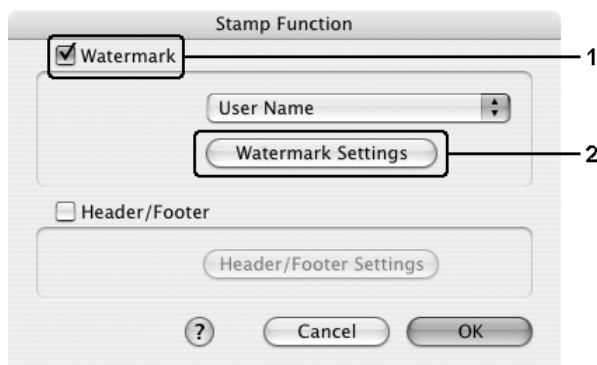 Stamp Function
Watermark
1
User Name
Watermark Settings
2
Header/Footer
Header/Footer Settings
?
Cancel
OK